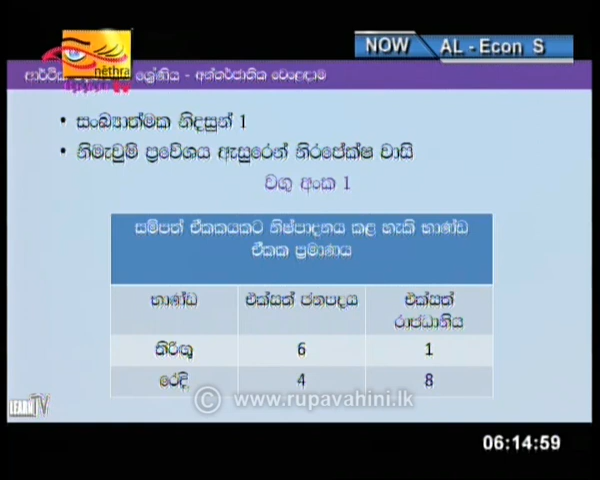 NOW AL - Econ S
nethra
ආර්ථික ශ්‍රේණිය - අන්තර්ජාතික වෙළෙඳාම
• සංඛ්‍යාත්මක නිදසුන් 1
• නිමැවුම් ප්‍රවේශය ඇසුරෙන් නිරපේක්ෂ වාසි
වගු අංක 1
සම්පත් ඒකකයකට නිෂ්පාදනය කළ හැකි භාණ්ඩ
ඒකක ප්‍රමාණය
භාණ්ඩ එක්සත් ජනපදය එක්සත්
රාජධානිය
තිරිඟු 6 1
රෙදි 4 8
© www.rupavahini.lk
LEARN TV
06:14:59